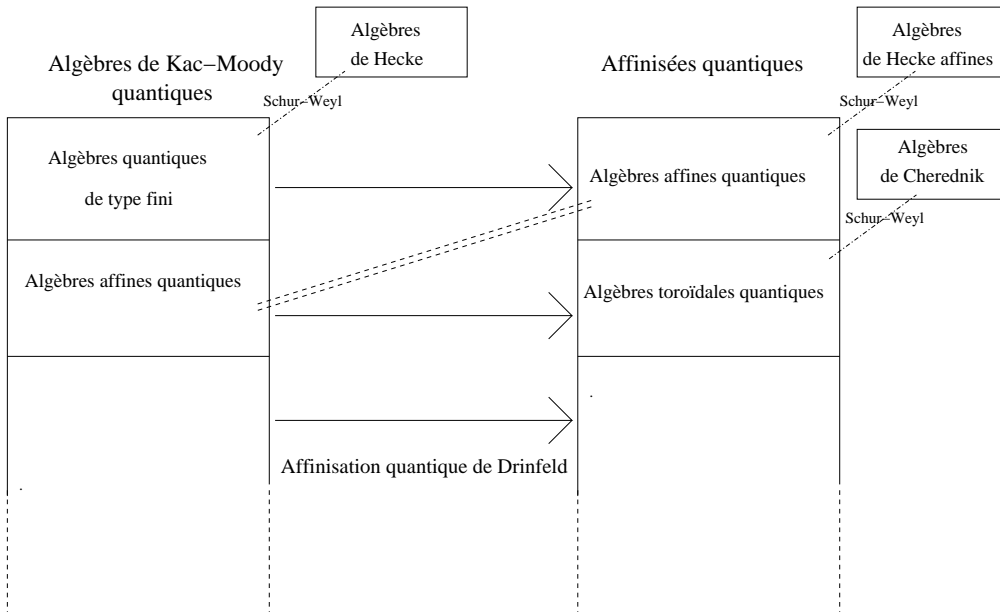 Algèbres
de Hecke
Algèbres de Kac−Moody
quantiques
Schur−Weyl
Affinisées quantiques
Algèbres
de Hecke affines
Schur−Weyl
Algèbres quantiques
de type fini
Algèbres affines quantiques
Algèbres
de Cherednik
Schur−Weyl
Algèbres affines quantiques
Algèbres toroïdales quantiques
Affinisation quantique de Drinfeld